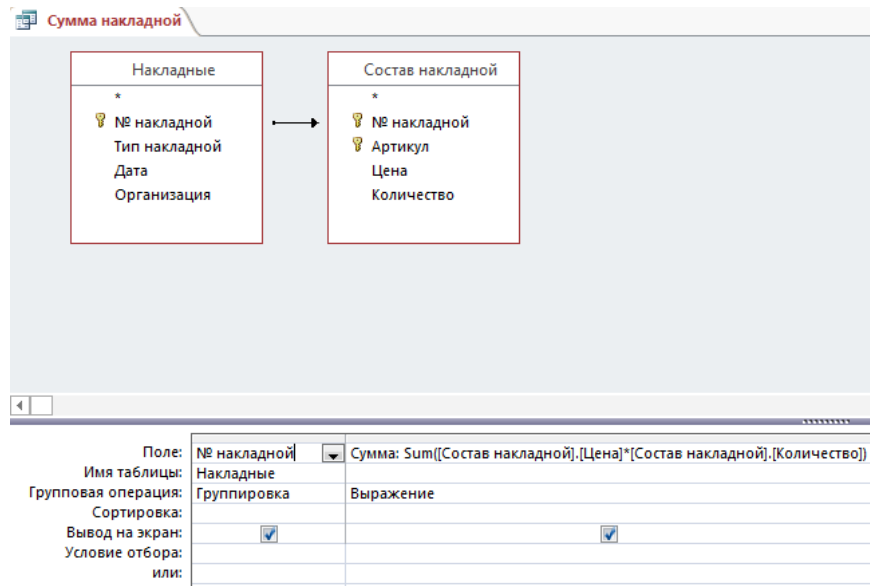 Сумма накладной
Накладные
*
№ накладной
Тип накладной
Дата
Организация
Состав накладной
*
№ накладной
Артикул
Цена
Количество
Поле: № накладной Сумма: Sum([Состав накладной].[Цена]*[Состав накладной].[Количество])
Имя таблицы: Накладные
Групповая операция: Группировка Выражение
Сортировка:
Вывод на экран:
Условие отбора:
или: